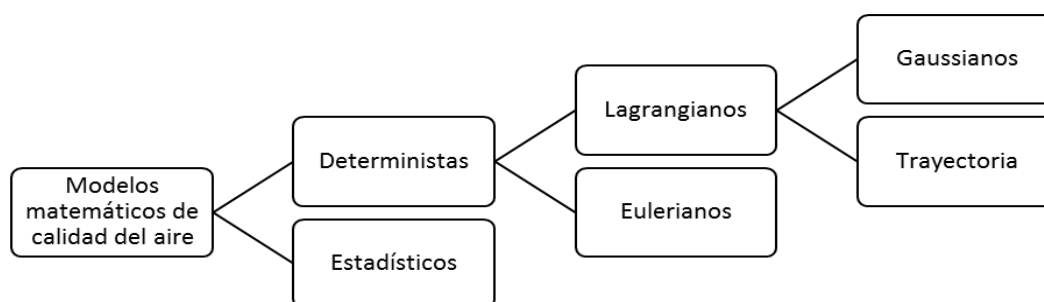 Modelos
matemáticos de
calidad del aire
Deterministas
Estadísticos
Lagrangianos
Eulerianos
Gaussianos
Trayectoria